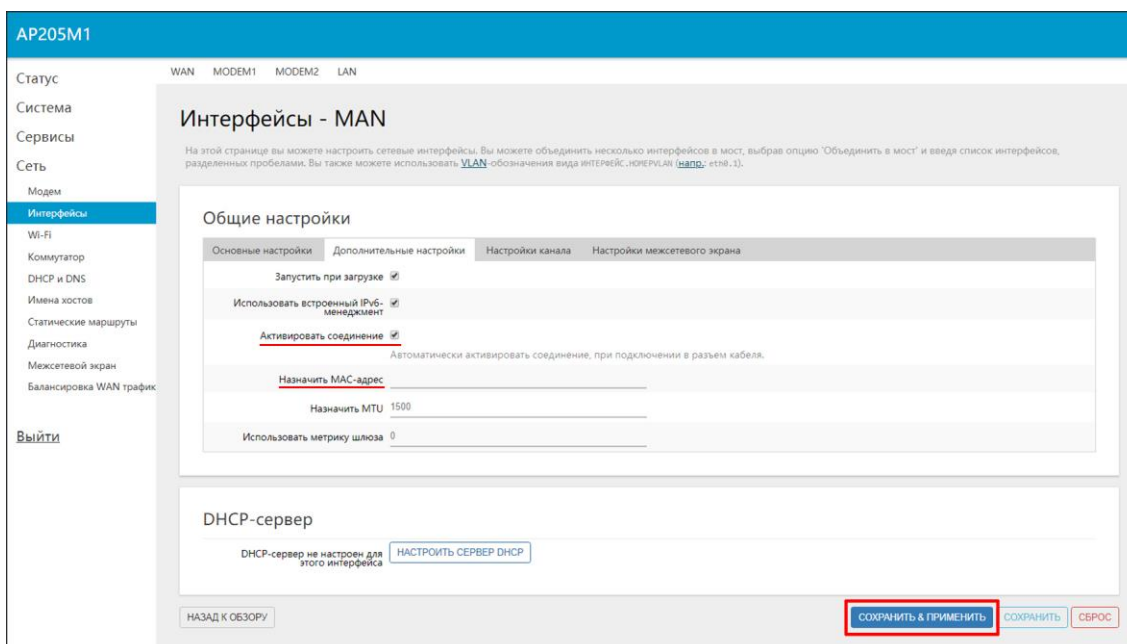 AP205M1
Статус
Система
Сервисы
Сеть
Модем
Интерфейсы
Wi-Fi
Коммутатор
DHCP и DNS
Имена хостов
Статические маршруты
Диагностика
Межсетевой экран
Балансировка WAN трафик
Выйти
WAN MODEM1 MODEM2 LAN
Интерфейсы - MAN
На этой странице вы можете настроить сетевые интерфейсы. Вы можете объединить несколько интерфейсов в мост, выбрав опцию 'Объединить в мост' и введя список интерфейсов,
разделенных пробелами. Вы также можете использовать VLAN-обозначения вида ИНТЕРФЕЙС.НОМЕРVLAN (напр.: eth0.1).
Общие настройки
Основные настройки Дополнительные настройки Настройки канала Настройки межсетевого экрана
Запустить при загрузке
Использовать встроенный IPv6-
менеджмент
Активировать соединение
Автоматически активировать соединение, при подключении в разъем кабеля.
Назначить MAC-адрес
Назначить MTU 1500
Использовать метрику шлюза 0
DHCP-сервер
DHCP-сервер не настроен для
этого интерфейса
НАСТРОИТЬ СЕРВЕР DHCP
НАЗАД К ОБЗОРУ СОХРАНИТЬ & ПРИМЕНИТЬ СОХРАНИТЬ СБРОС